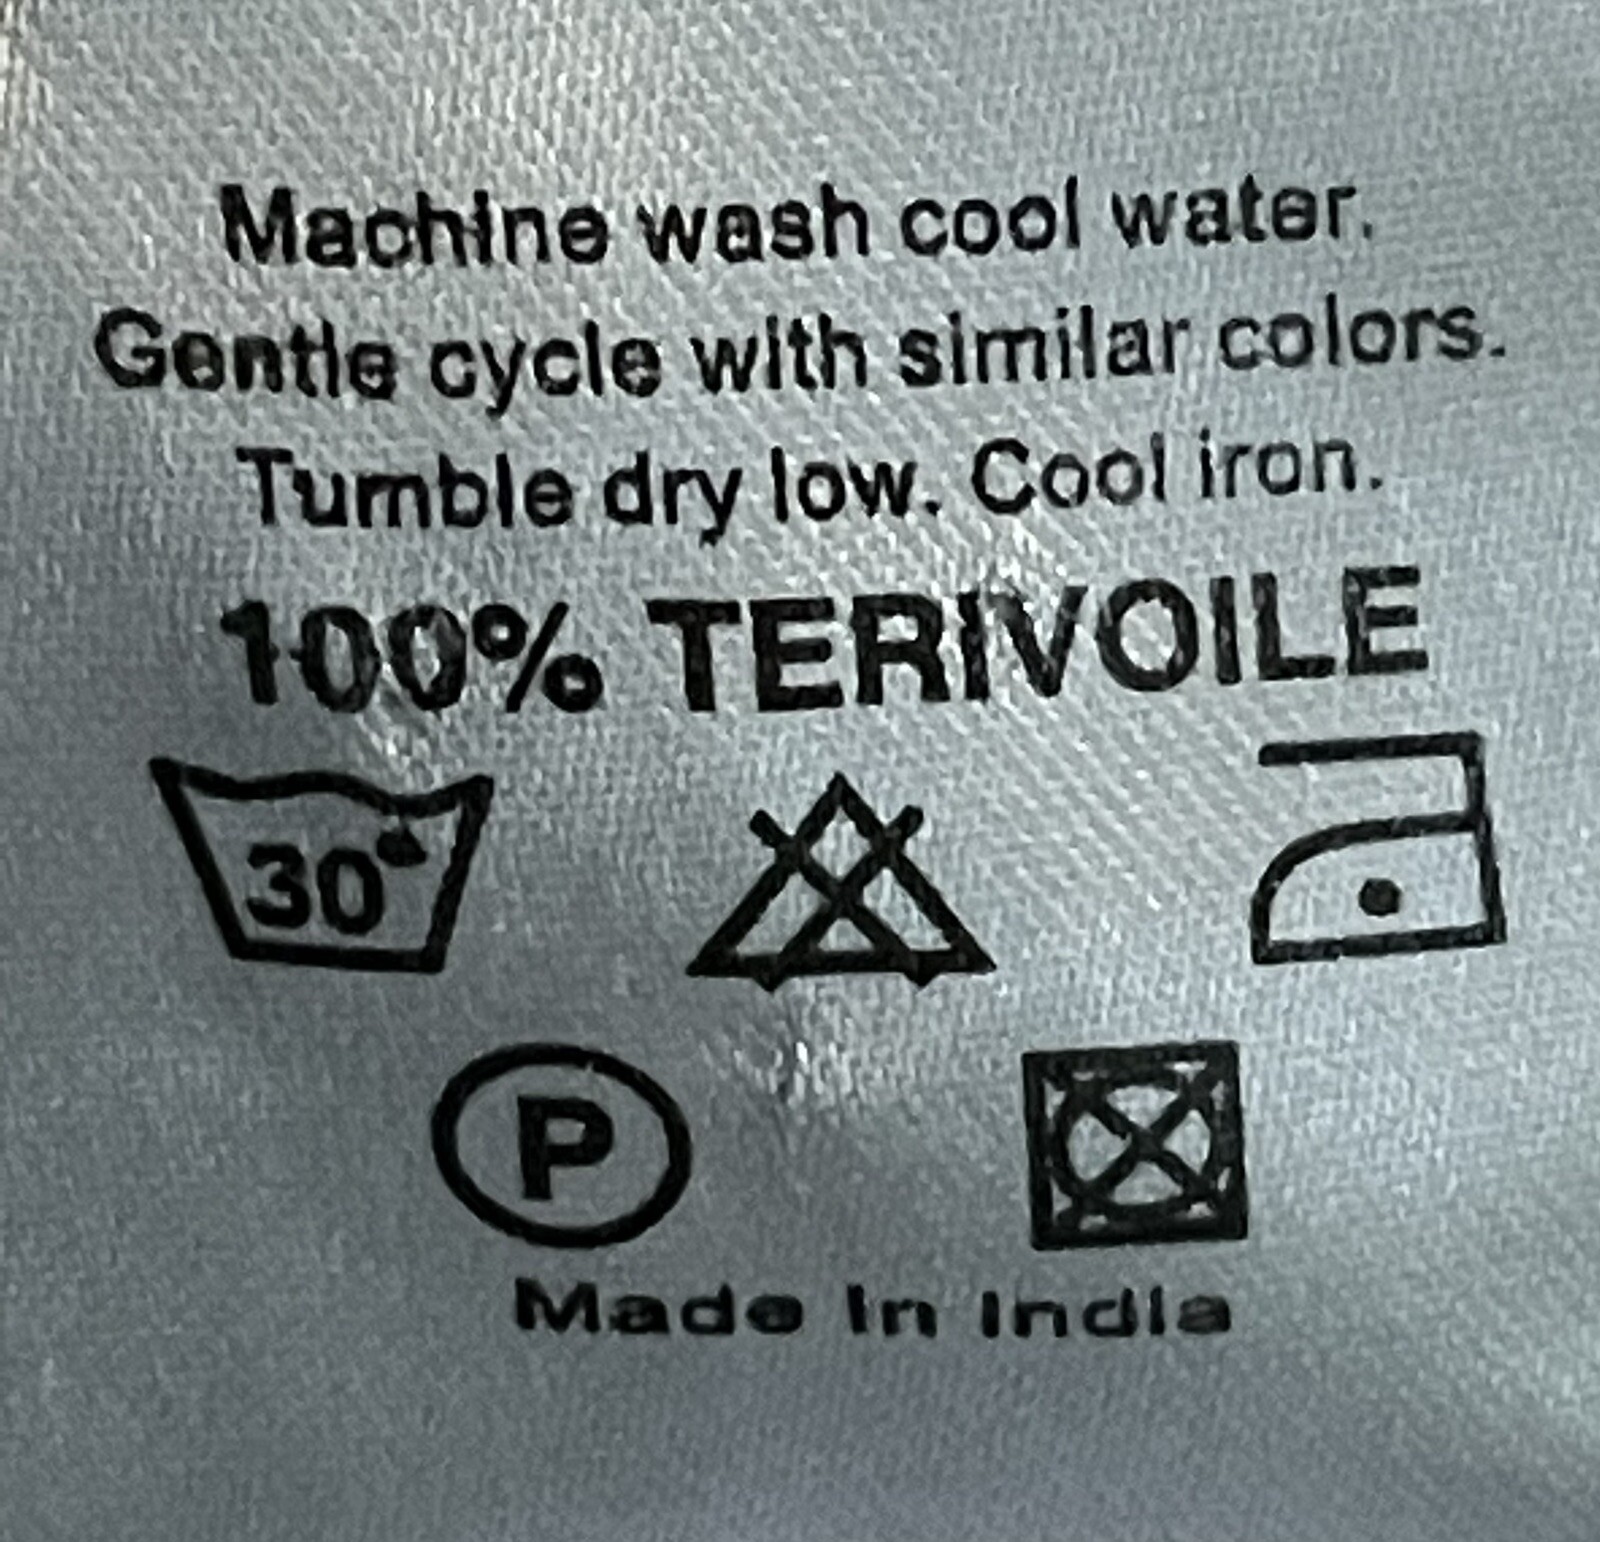 Machine wash cool water.
Gentle cycle with similar colors.
Tumble dry low. Cool iron.
100% TERIVOILE
30°
P
Made In India